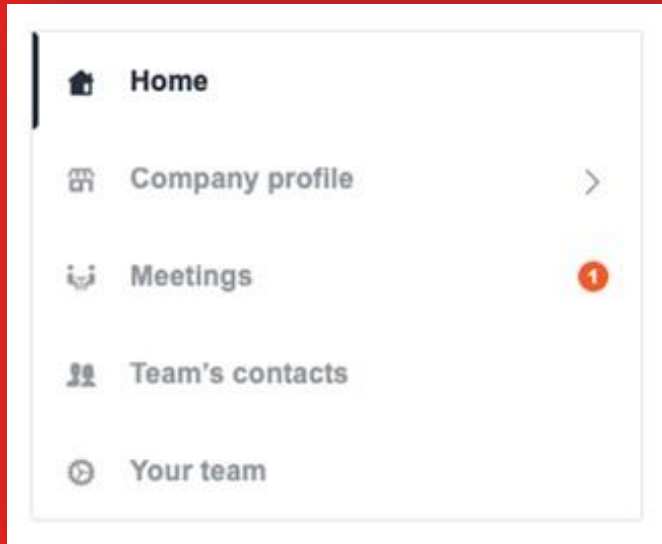 Home
Company profile
Meetings
1
Team's contacts
Your team